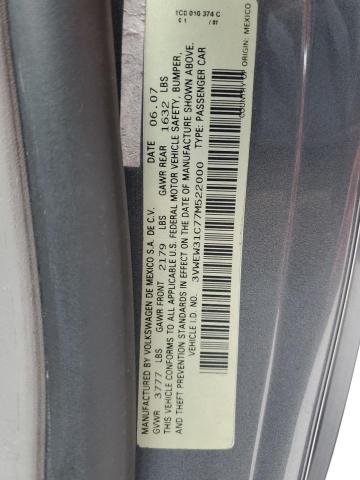 MANUFACTURED BY VOLKSWAGEN DE MEXICO S.A. DE C.V. DATE 06.07
GVWR 3777 LBS GAWR FRONT 2179 LBS GAWR REAR 1632 LBS
THIS VEHICLE CONFORMS TO ALL APPLICABLE U.S. FEDERAL MOTOR VEHICLE SAFETY, BUMPER,
AND THEFT PREVENTION STANDARDS IN EFFECT ON THE DATE OF MANUFACTURE SHOWN ABOVE.
VEHICLE I.D. NO. 3VWEW31C77M522000 TYPE: PASSENGER CAR
COUNTRY OF ORIGIN: MEXICO
1C0 010 374 C